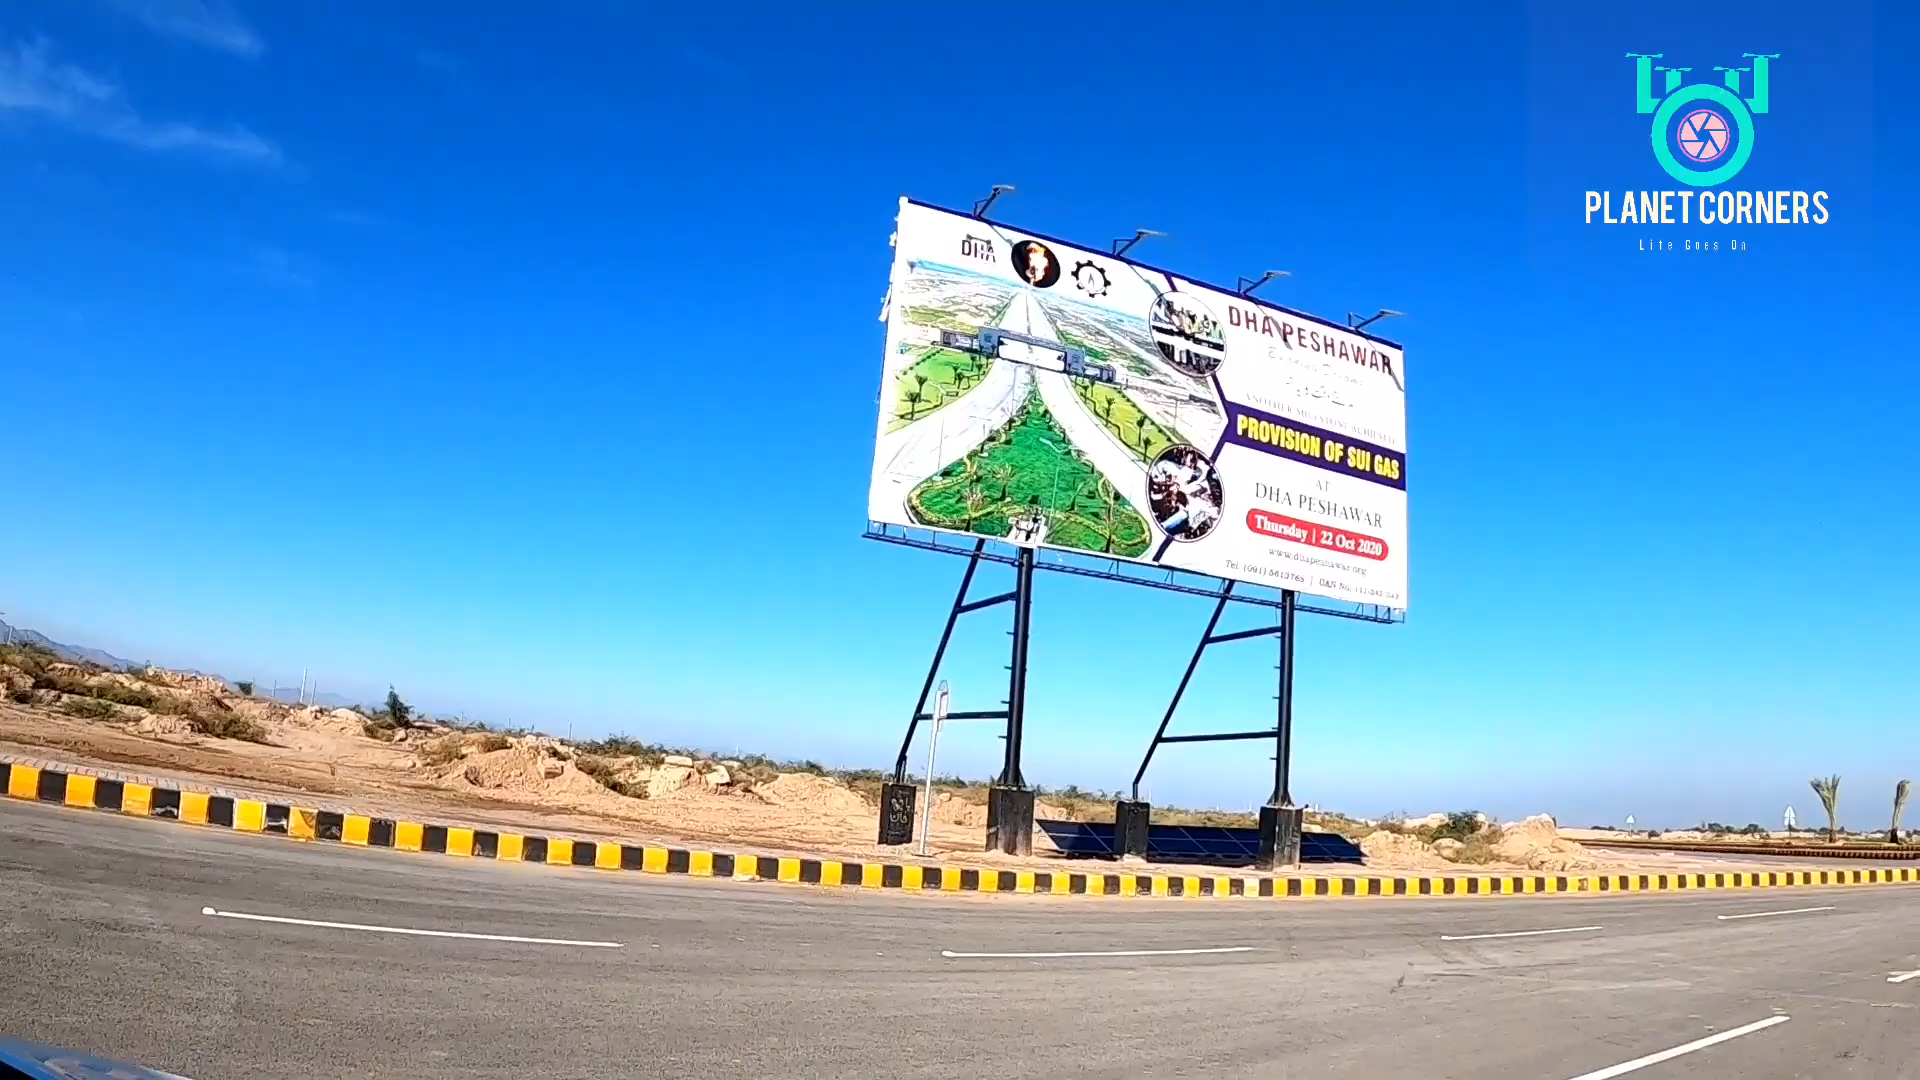 PLANET CORNERS
Life Goes On
DHA
DHA PESHAWAR
ANOTHER MILESTONE ACHIEVED
PROVISION OF SUI GAS
AT
DHA PESHAWAR
Thursday | 22 Oct 2020
www.dhapeshawar.org